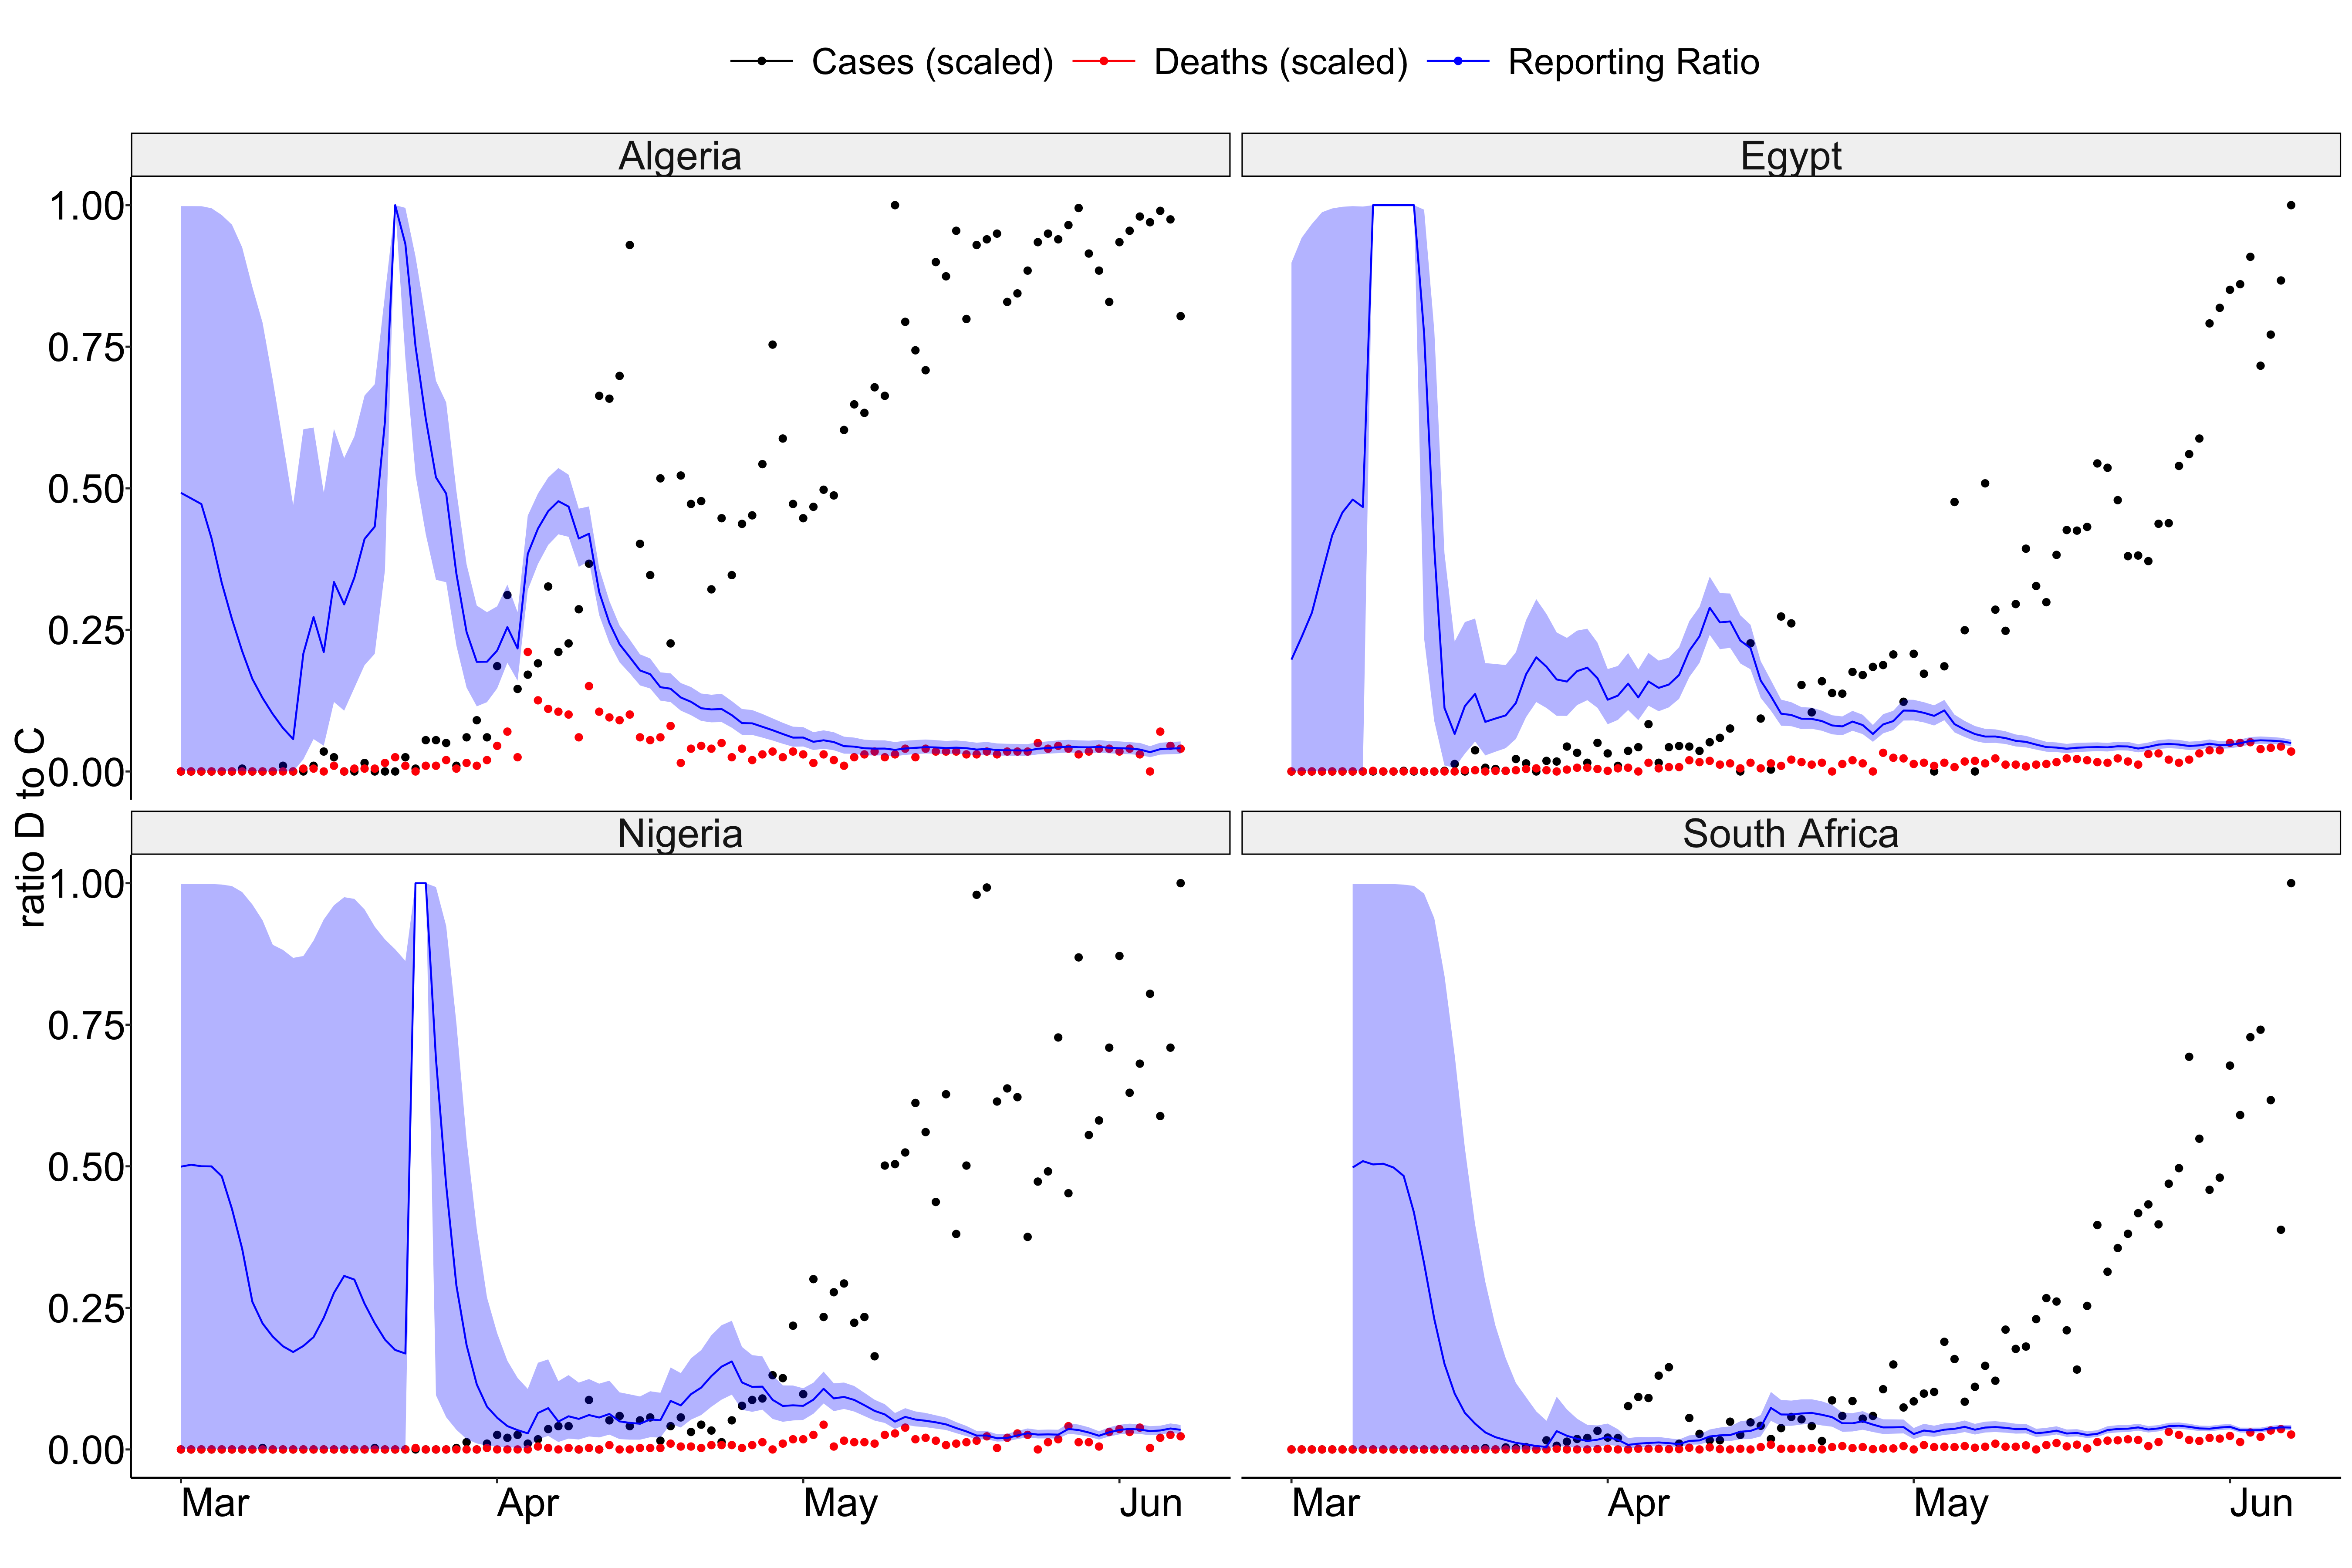 Cases (scaled) Deaths (scaled) Reporting Ratio
Algeria Egypt
1.00
0.75
0.50
0.25
0.00
ratio D to C
Nigeria South Africa
1.00
0.75
0.50
0.25
0.00
Mar Apr May Jun Mar Apr May Jun